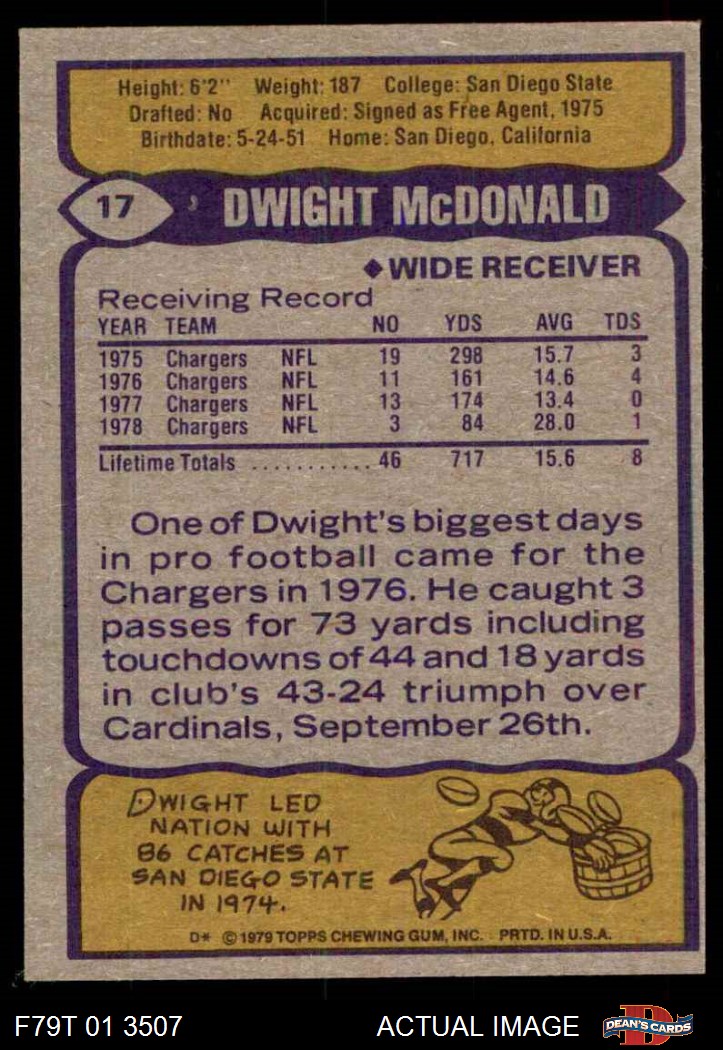 Height: 6'2" Weight: 187 College: San Diego State
Drafted: No Acquired: Signed as Free Agent, 1975
Birthdate: 5-24-51 Home: San Diego, California
17 DWIGHT McDONALD
◆WIDE RECEIVER
Receiving Record
YEAR TEAM NO YDS AVG TDS
1975 Chargers NFL 19 298 15.7 3
1976 Chargers NFL 11 161 14.6 4
1977 Chargers NFL 13 174 13.4 0
1978 Chargers NFL 3 84 28.0 1
Lifetime Totals ........... 46 717 15.6 8
One of Dwight's biggest days
in pro football came for the
Chargers in 1976. He caught 3
passes for 73 yards including
touchdowns of 44 and 18 yards
in club's 43-24 triumph over
Cardinals, September 26th.
DWIGHT LED
NATION WITH
86 CATCHES AT
SAN DIEGO STATE
IN 1974.
D* © 1979 TOPPS CHEWING GUM, INC. PRTD. IN U.S.A.
F79T 01 3507 ACTUAL IMAGE D DEAN'S CARDS